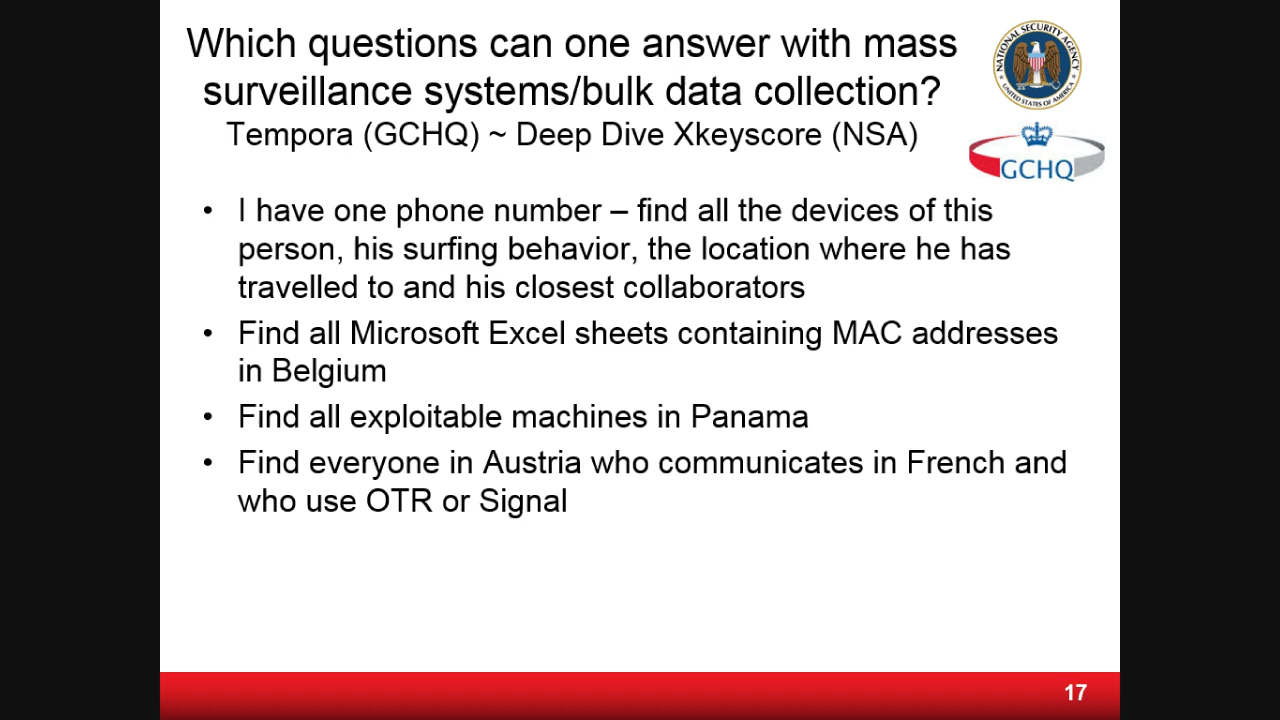 Which questions can one answer with mass
surveillance systems/bulk data collection?
Tempora (GCHQ) ~ Deep Dive Xkeyscore (NSA)
NATIONAL SECURITY AGENCY
UNITED STATES OF AMERICA
GCHQ
• I have one phone number – find all the devices of this
person, his surfing behavior, the location where he has
travelled to and his closest collaborators
• Find all Microsoft Excel sheets containing MAC addresses
in Belgium
• Find all exploitable machines in Panama
• Find everyone in Austria who communicates in French and
who use OTR or Signal
17